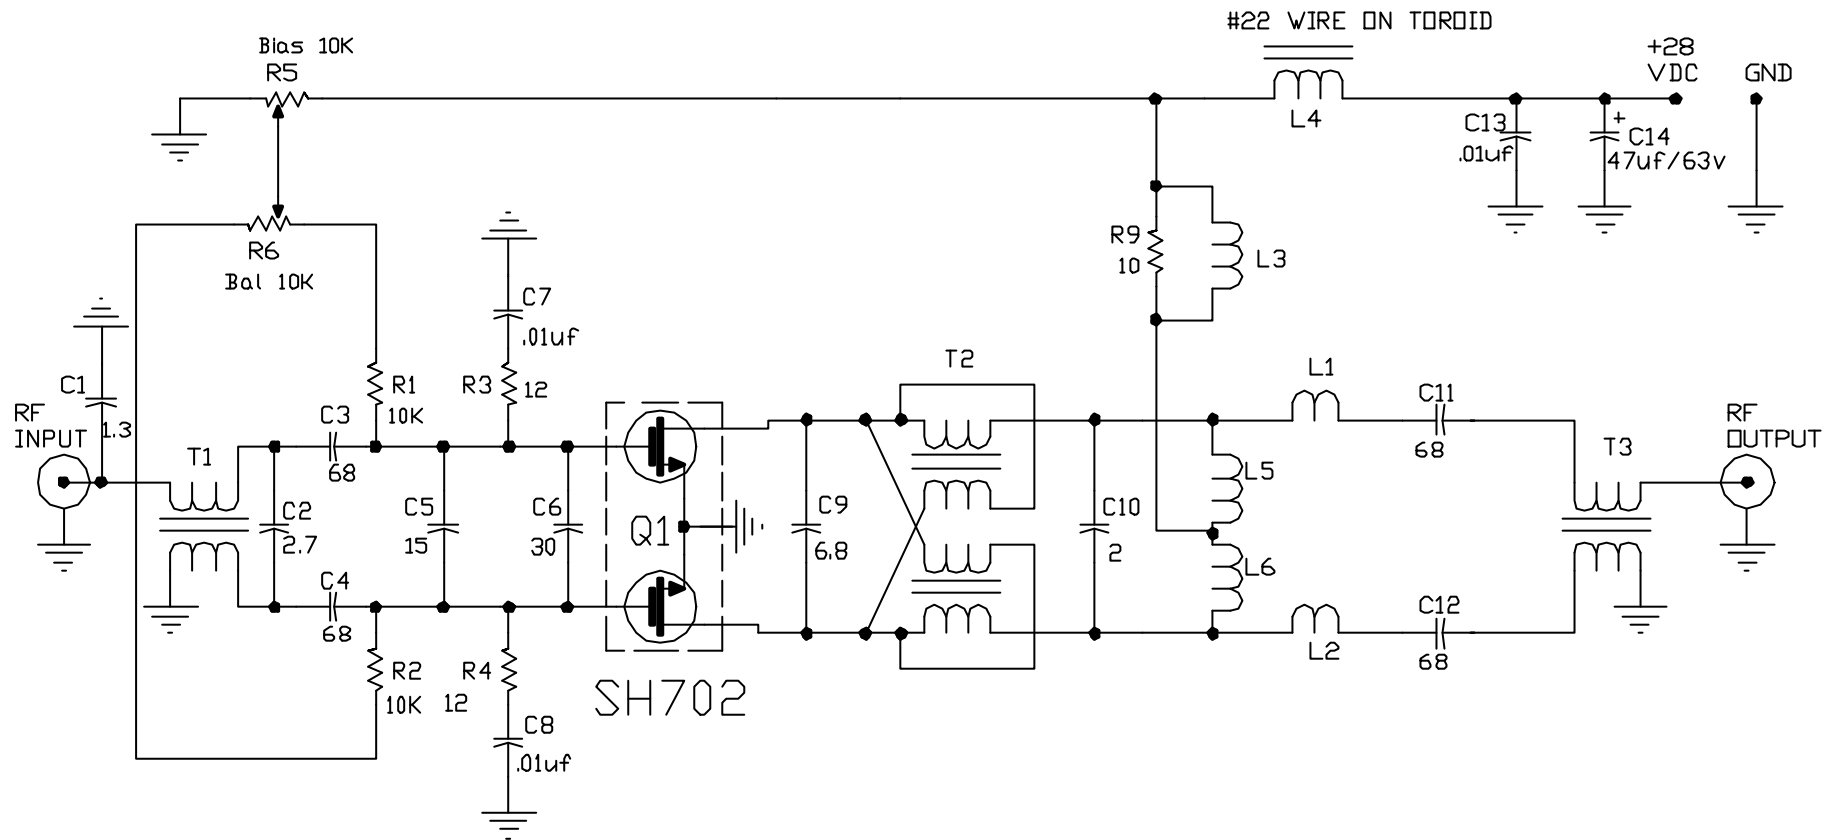 #22 WIRE ON TOROID
Bias 10K
R5
+28
VDC
GND
L4
C13
.01uf
+
C14
47uf/63v
R6
Bal 10K
R9
10
L3
C7
.01uf
C1
1.3
RF
INPUT
T1
C3
68
R1
10K
R3
12
T2
L1
C11
68
RF
OUTPUT
T3
C2
2.7
C5
15
C6
30
Q1
C9
6.8
C10
2
L5
L6
C4
68
R2
10K
R4
12
SH702
C8
.01uf
L2
C12
68